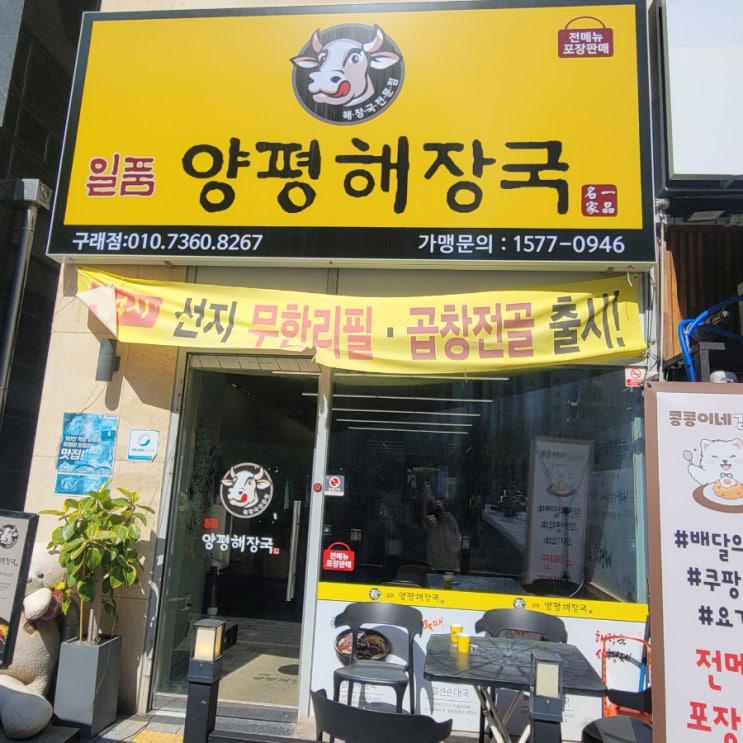 전메뉴
포장판매
해·장·국·전·문·점
일품 양평해장국
名家一品
구래점:010.7360.8267
가맹문의 : 1577-0946
선지 무한리필·곱창전골 출시!
맛집!
일품
양평해장국
전메뉴
포장판매
양평해장국
양평해장국
콩콩이네
#배달의
#쿠팡
#요기
전메
포장